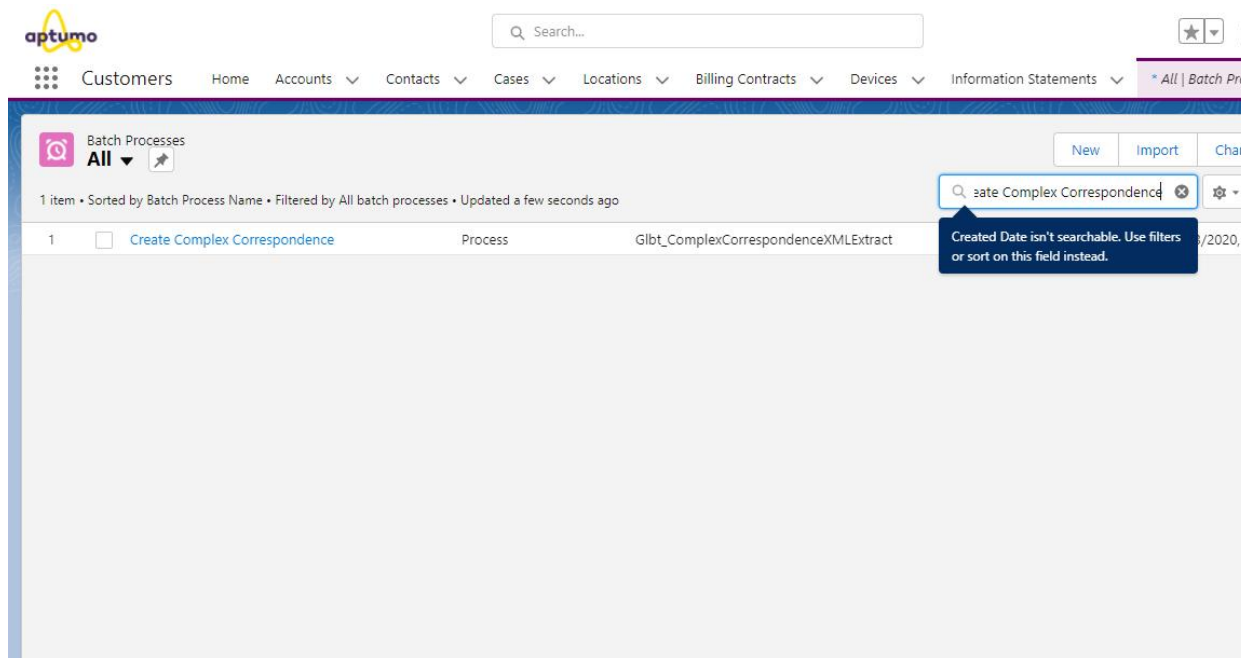 aptumo
Search...
Customers Home Accounts Contacts Cases Locations Billing Contracts Devices Information Statements * All | Batch Pr
Batch Processes
All
New Import Cha
1 item • Sorted by Batch Process Name • Filtered by All batch processes • Updated a few seconds ago
eate Complex Correspondence
1 Create Complex Correspondence Process Glbt_ComplexCorrespondenceXMLExtract /2020,
Created Date isn't searchable. Use filters
or sort on this field instead.